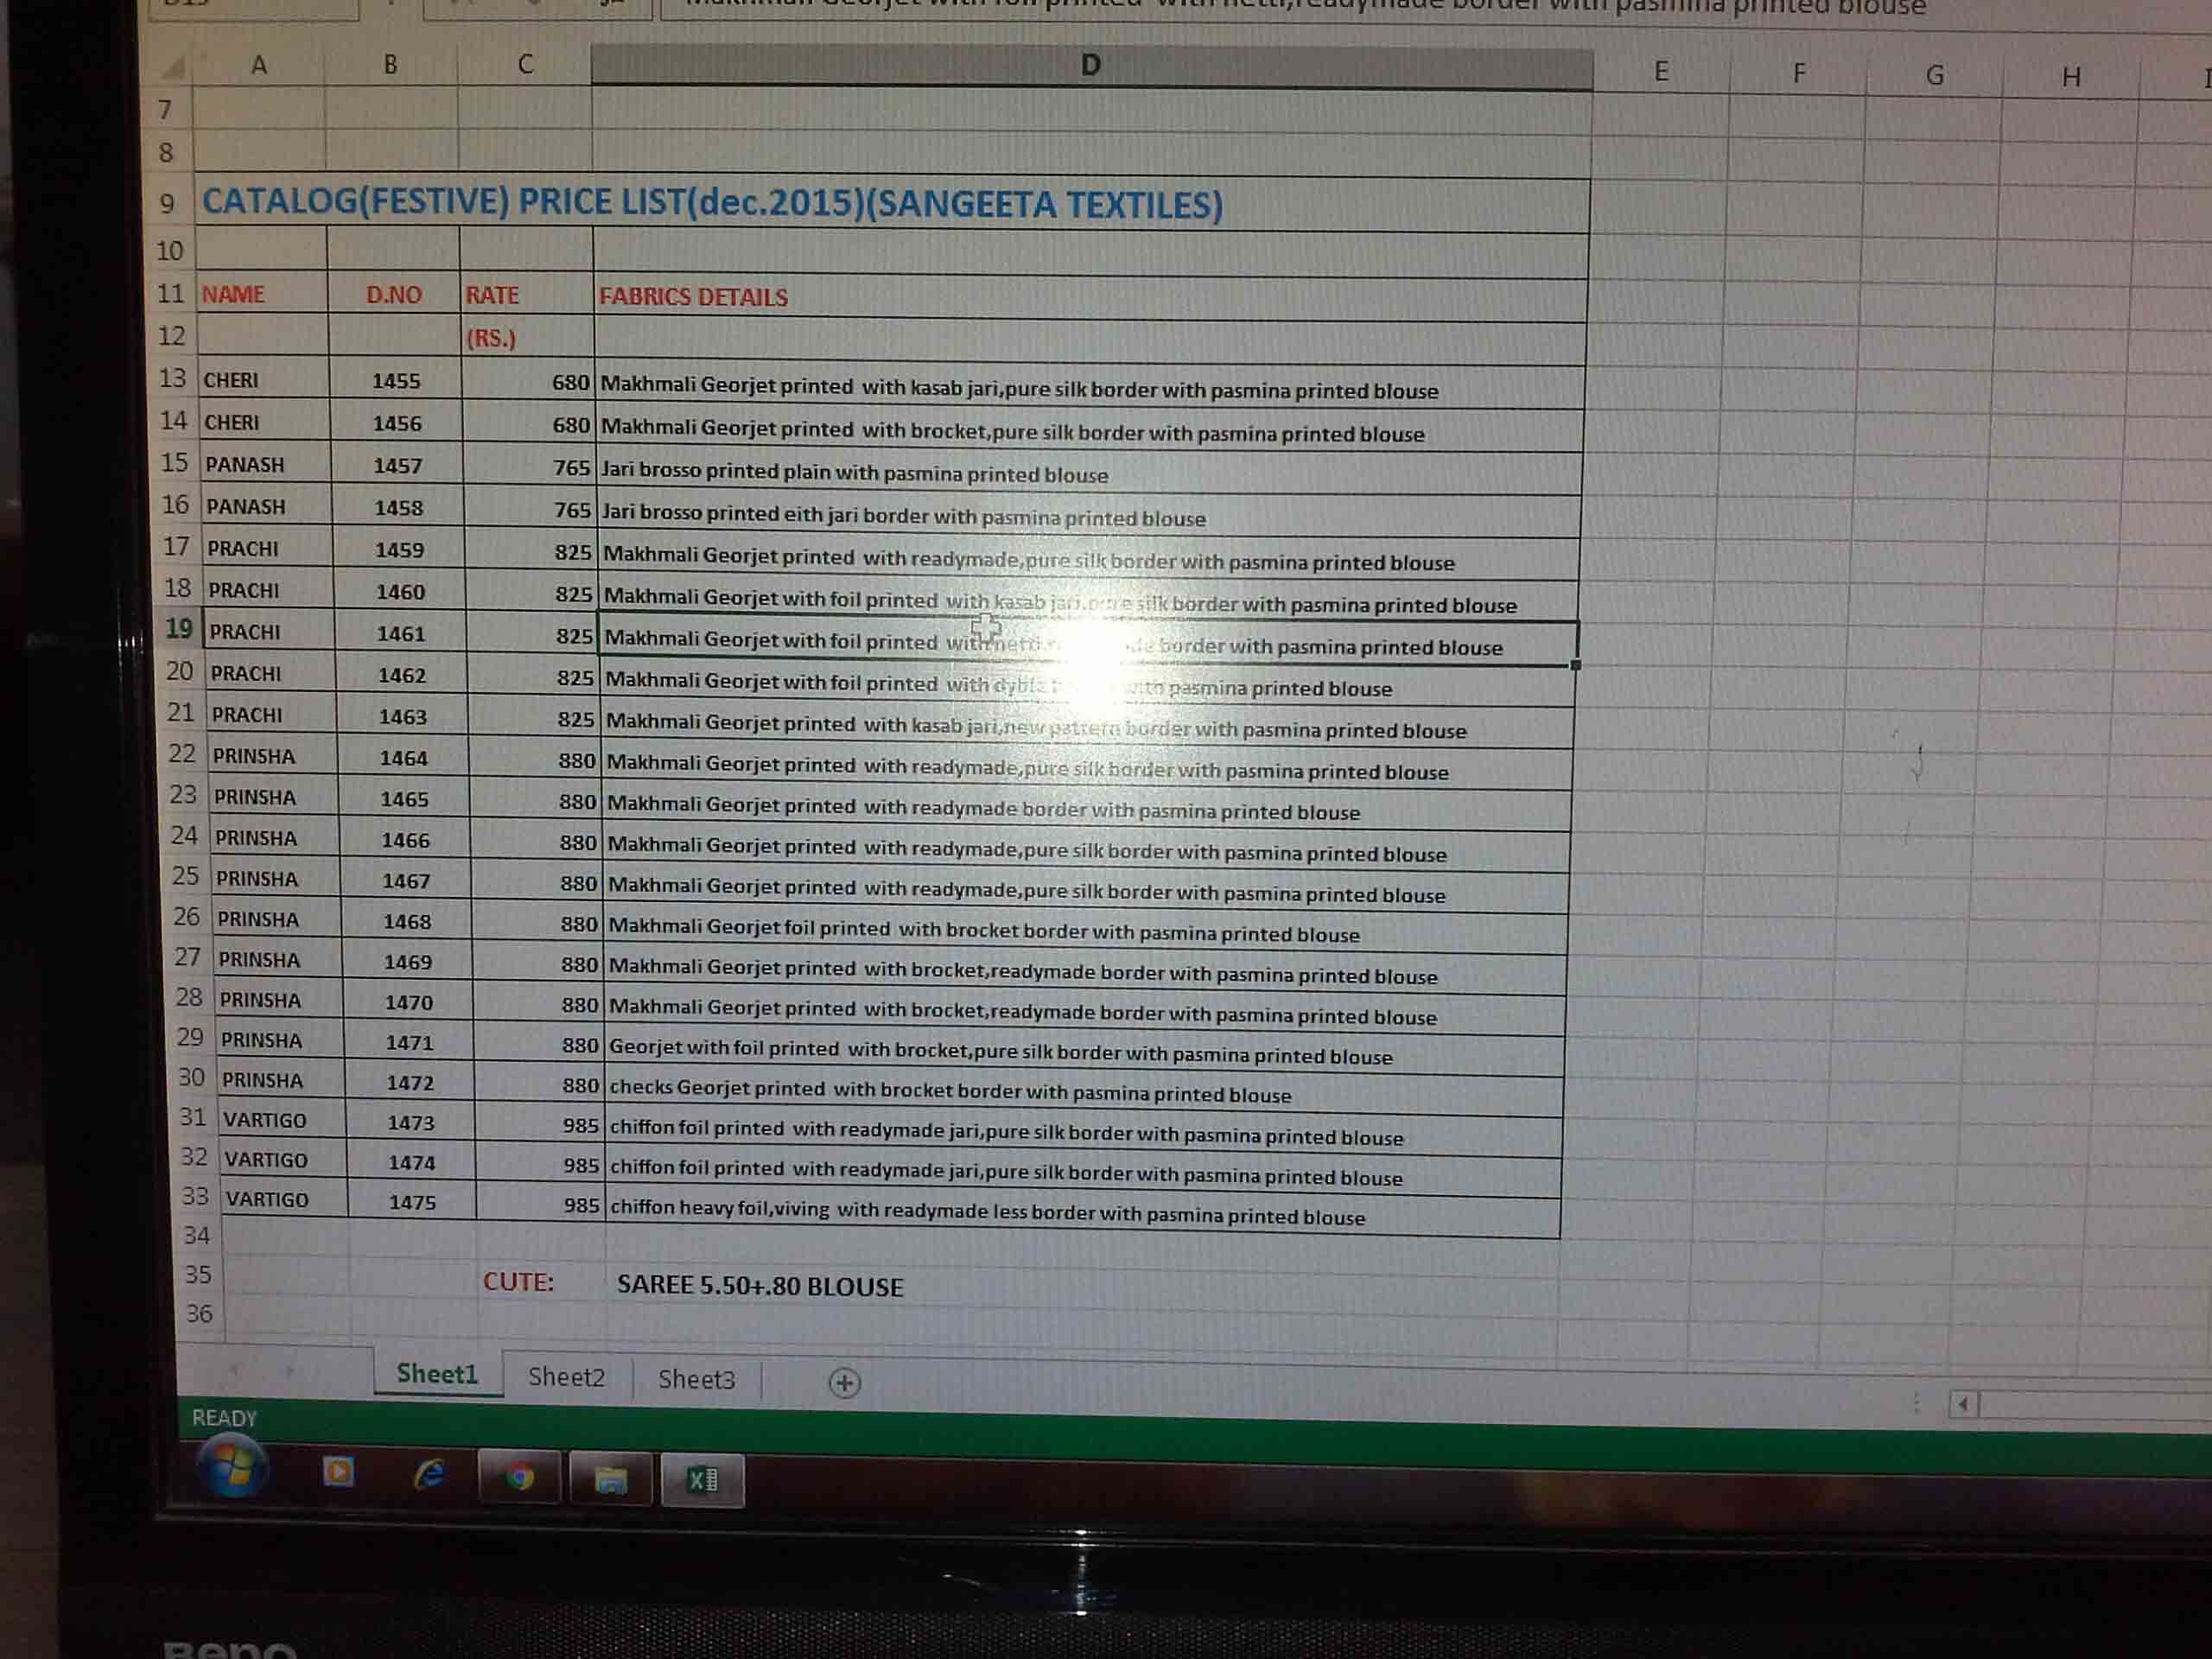 Makhmali Georjet with foil printed with netti,readymade border with pasmina printed blouse
A B C D E F G H I
7
8
9 CATALOG(FESTIVE) PRICE LIST(dec.2015)(SANGEETA TEXTILES)
10
11 NAME D.NO RATE FABRICS DETAILS
12 (RS.)
13 CHERI 1455 680 Makhmali Georjet printed with kasab jari,pure silk border with pasmina printed blouse
14 CHERI 1456 680 Makhmali Georjet printed with brocket,pure silk border with pasmina printed blouse
15 PANASH 1457 765 Jari brosso printed plain with pasmina printed blouse
16 PANASH 1458 765 Jari brosso printed eith jari border with pasmina printed blouse
17 PRACHI 1459 825 Makhmali Georjet printed with readymade,pure silk border with pasmina printed blouse
18 PRACHI 1460 825 Makhmali Georjet with foil printed with kasab jari,pure silk border with pasmina printed blouse
19 PRACHI 1461 825 Makhmali Georjet with foil printed with netti border with pasmina printed blouse
20 PRACHI 1462 825 Makhmali Georjet with foil printed with with pasmina printed blouse
21 PRACHI 1463 825 Makhmali Georjet printed with kasab jari,new pattern border with pasmina printed blouse
22 PRINSHA 1464 880 Makhmali Georjet printed with readymade,pure silk border with pasmina printed blouse
23 PRINSHA 1465 880 Makhmali Georjet printed with readymade border with pasmina printed blouse
24 PRINSHA 1466 880 Makhmali Georjet printed with readymade,pure silk border with pasmina printed blouse
25 PRINSHA 1467 880 Makhmali Georjet printed with readymade,pure silk border with pasmina printed blouse
26 PRINSHA 1468 880 Makhmali Georjet foil printed with brocket border with pasmina printed blouse
27 PRINSHA 1469 880 Makhmali Georjet printed with brocket,readymade border with pasmina printed blouse
28 PRINSHA 1470 880 Makhmali Georjet printed with brocket,readymade border with pasmina printed blouse
29 PRINSHA 1471 880 Georjet with foil printed with brocket,pure silk border with pasmina printed blouse
30 PRINSHA 1472 880 checks Georjet printed with brocket border with pasmina printed blouse
31 VARTIGO 1473 985 chiffon foil printed with readymade jari,pure silk border with pasmina printed blouse
32 VARTIGO 1474 985 chiffon foil printed with readymade jari,pure silk border with pasmina printed blouse
33 VARTIGO 1475 985 chiffon heavy foil,viving with readymade less border with pasmina printed blouse
34
35 CUTE: SAREE 5.50+.80 BLOUSE
36
Sheet1 Sheet2 Sheet3
READY
BenQ